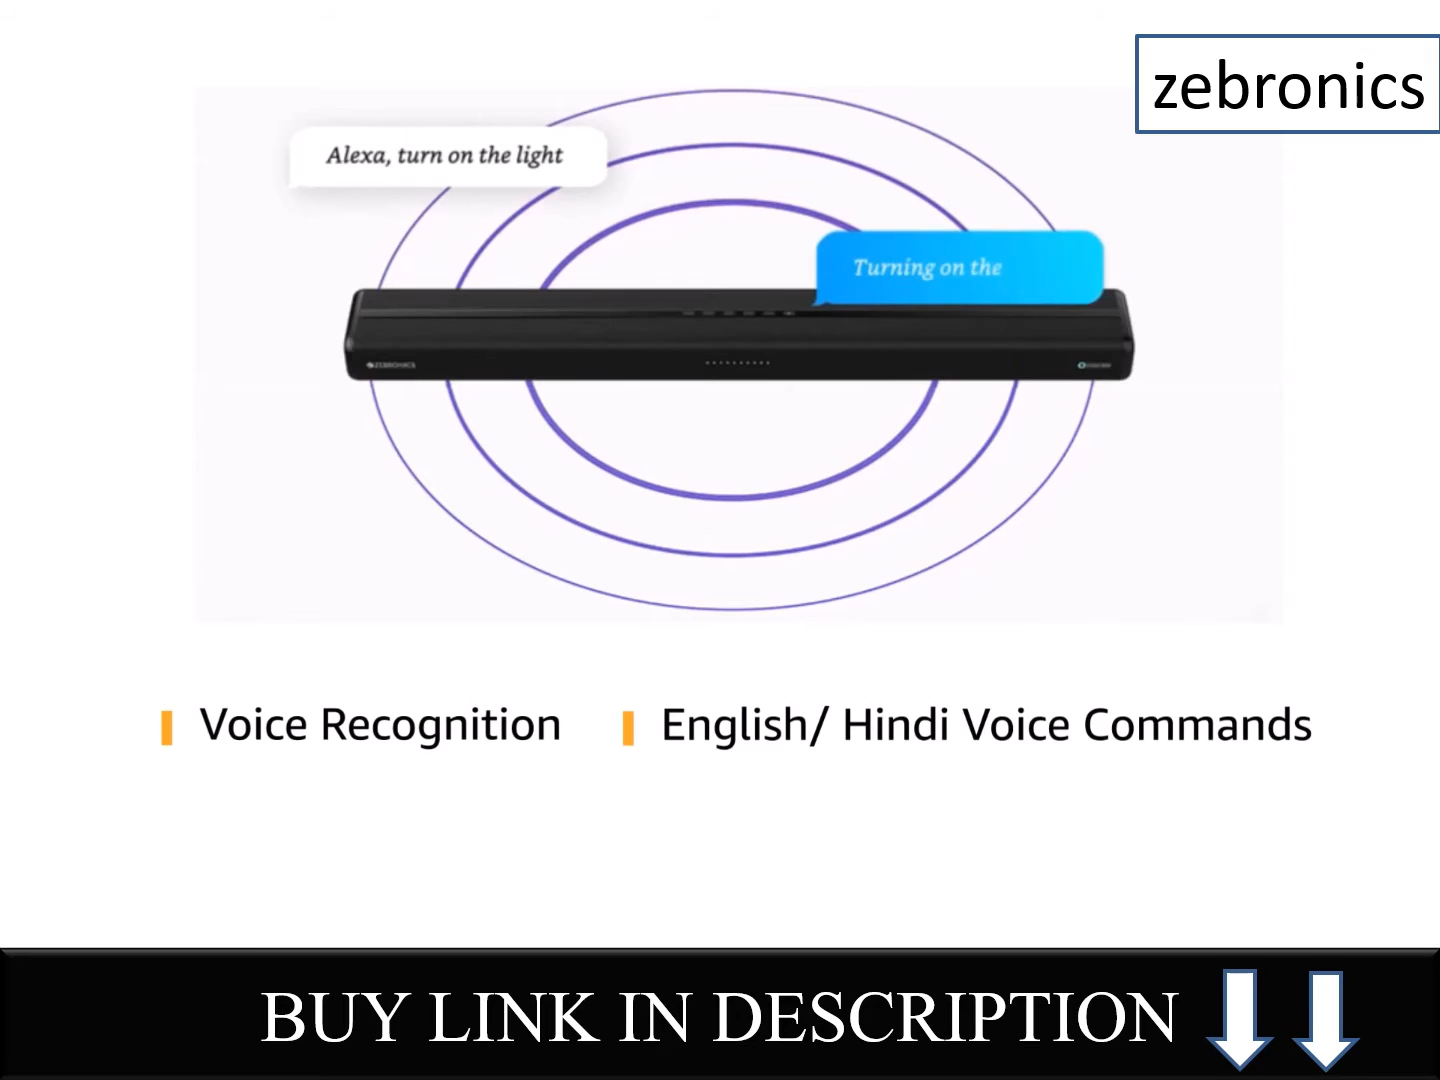 zebronics
Alexa, turn on the light
Turning on the
ZEBRONICS
Voice Recognition
English/ Hindi Voice Commands
BUY LINK IN DESCRIPTION